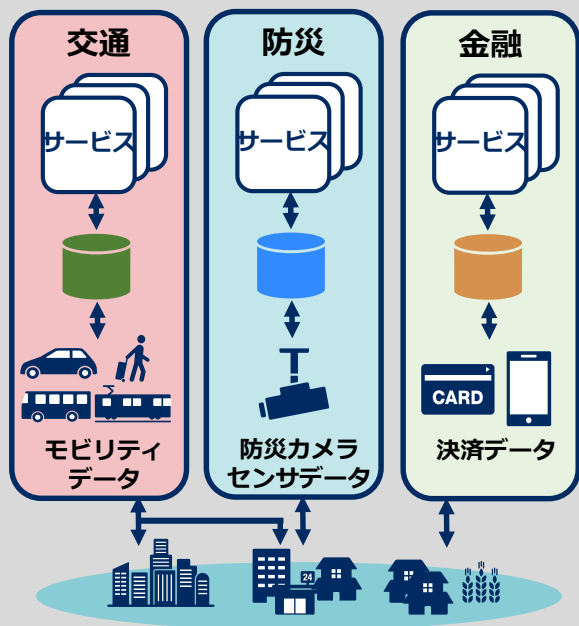 交通
サービス
モビリティ
データ
防災
サービス
防災カメラ
センサデータ
金融
サービス
CARD
決済データ
24